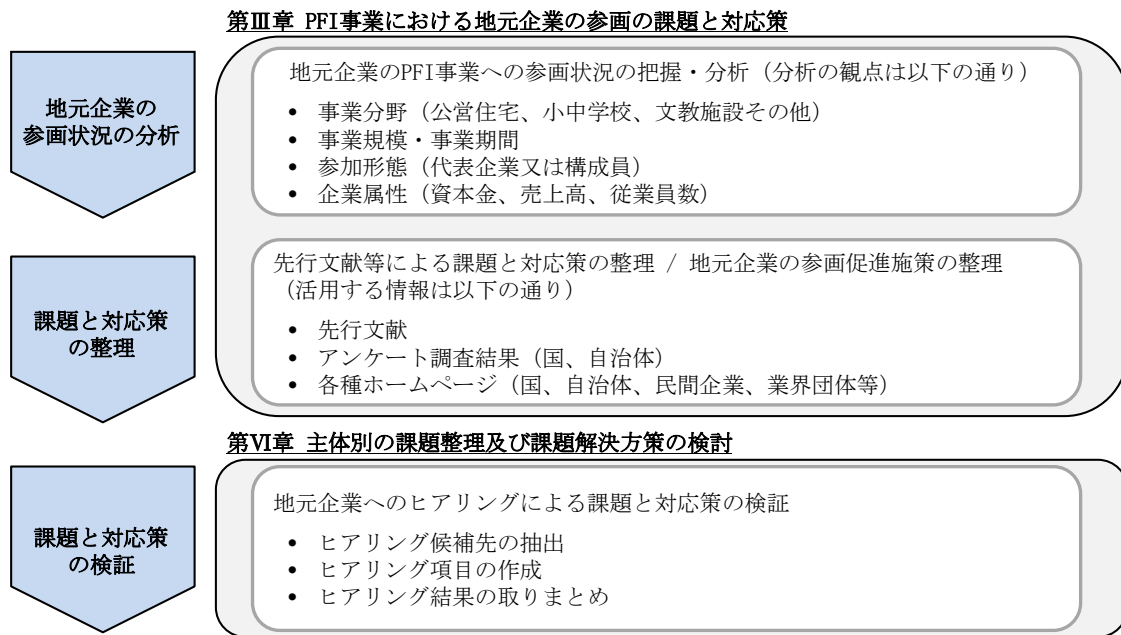 第Ⅲ章 PFI事業における地元企業の参画の課題と対応策
地元企業の
参画状況の分析
地元企業のPFI事業への参画状況の把握・分析（分析の観点は以下の通り）
• 事業分野（公営住宅、小中学校、文教施設その他）
• 事業規模・事業期間
• 参加形態（代表企業又は構成員）
• 企業属性（資本金、売上高、従業員数）
課題と対応策
の整理
先行文献等による課題と対応策の整理 / 地元企業の参画促進施策の整理
（活用する情報は以下の通り）
• 先行文献
• アンケート調査結果（国、自治体）
• 各種ホームページ（国、自治体、民間企業、業界団体等）
第Ⅵ章 主体別の課題整理及び課題解決方策の検討
課題と対応策
の検証
地元企業へのヒアリングによる課題と対応策の検証
• ヒアリング候補先の抽出
• ヒアリング項目の作成
• ヒアリング結果の取りまとめ